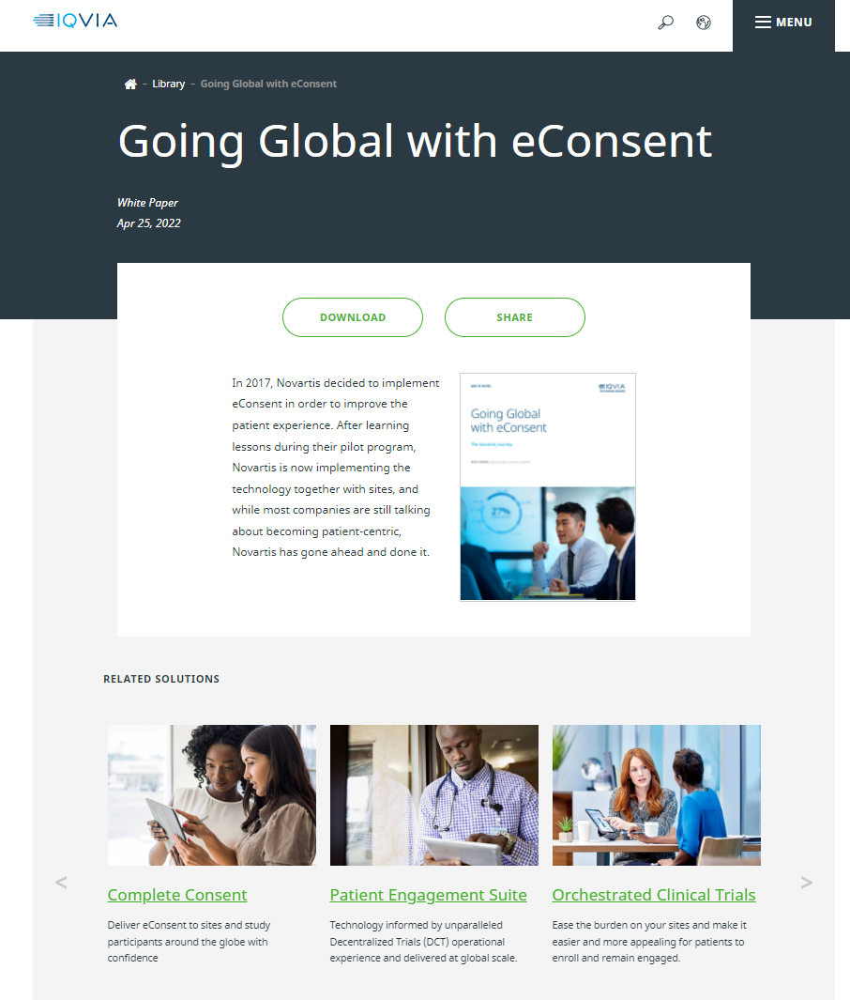 IQVIA
MENU
– Library – Going Global with eConsent
Going Global with eConsent
White Paper
Apr 25, 2022
DOWNLOAD
SHARE
In 2017, Novartis decided to implement
eConsent in order to improve the
patient experience. After learning
lessons during their pilot program,
Novartis is now implementing the
technology together with sites, and
while most companies are still talking
about becoming patient-centric,
Novartis has gone ahead and done it.
WHITE PAPER
IQVIA
Going Global
with eConsent
The Novartis Journey
27%
RELATED SOLUTIONS
<
>
Complete Consent
Deliver eConsent to sites and study
participants around the globe with
confidence
Patient Engagement Suite
Technology informed by unparalleled
Decentralized Trials (DCT) operational
experience and delivered at global scale.
Orchestrated Clinical Trials
Ease the burden on your sites and make it
easier and more appealing for patients to
enroll and remain engaged.